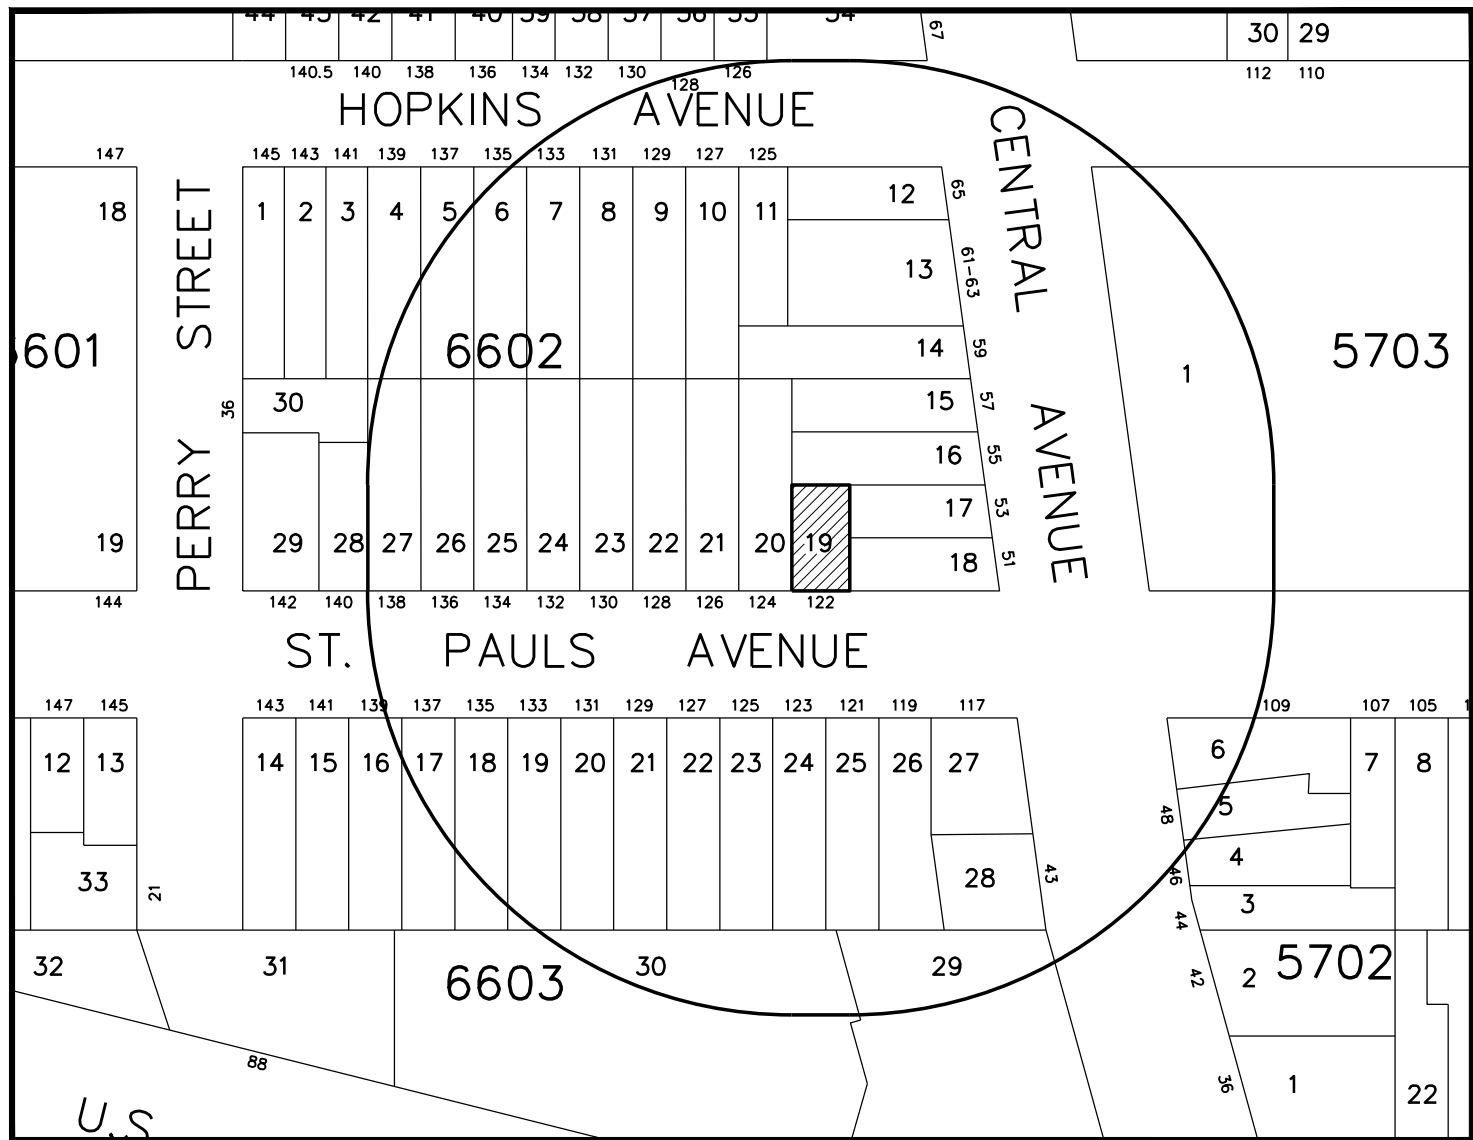 44 43 42 41 40 39 38 37 36 35 34 67 30 29
140.5 140 138 136 134 132 130 128 126 112 110
HOPKINS AVENUE
CENTRAL AVENUE
PERRY STREET
147 145 143 141 139 137 135 133 131 129 127 125
18 1 2 3 4 5 6 7 8 9 10 11 12 65
13 61-63
6601 6602 14 59 5703
1
36 30 15 57
16 55
17 53
19 29 28 27 26 25 24 23 22 21 20 19 18 51
144 142 140 138 136 134 132 130 128 126 124 122
ST. PAULS AVENUE
147 145 143 141 139 137 135 133 131 129 127 125 123 121 119 117 109 107 105
12 13 14 15 16 17 18 19 20 21 22 23 24 25 26 27 6 7 8
48 5
4
33 21 28 43 46
3
44
32 31 6603 30 29 42 2 5702
88 36 1 22
U.S